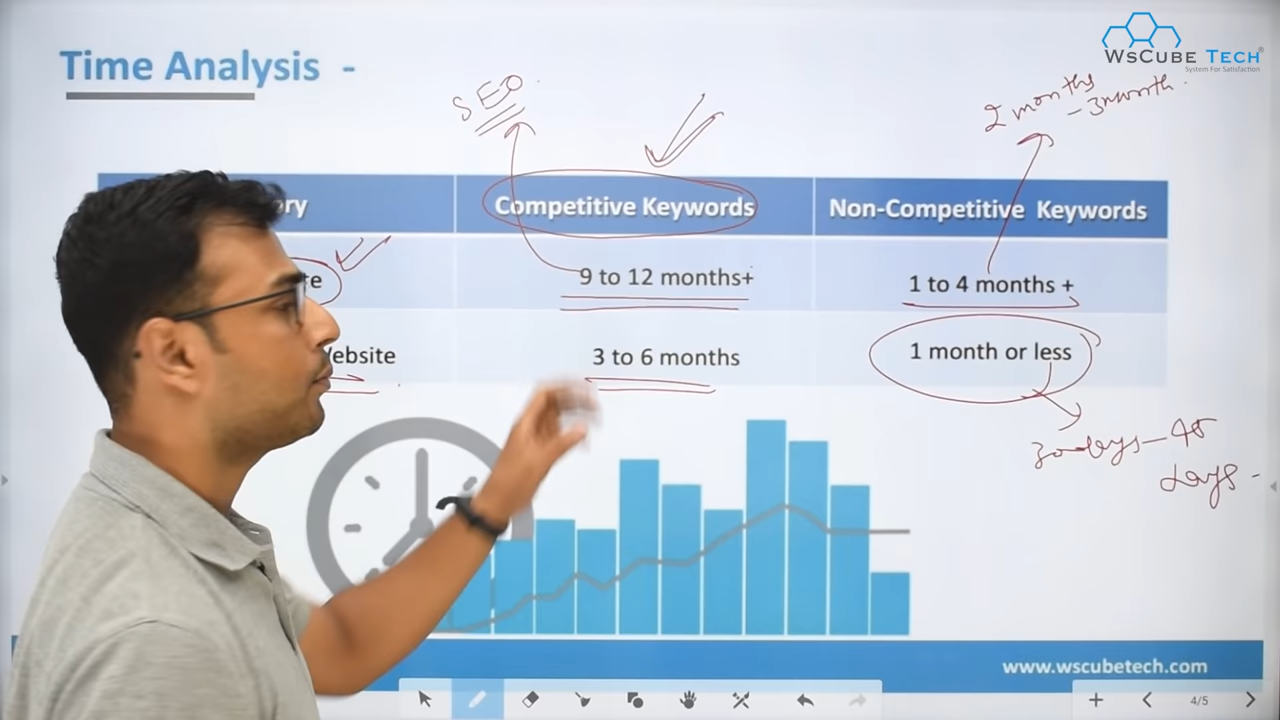 WSCUBE TECH®
System For Satisfaction
Time Analysis -
SEO
2 months
- 3 month
Competitive Keywords
Non-Competitive Keywords
9 to 12 months+
1 to 4 months +
Website
3 to 6 months
1 month or less
30 days - 45
days -
www.wscubetech.com
4/5